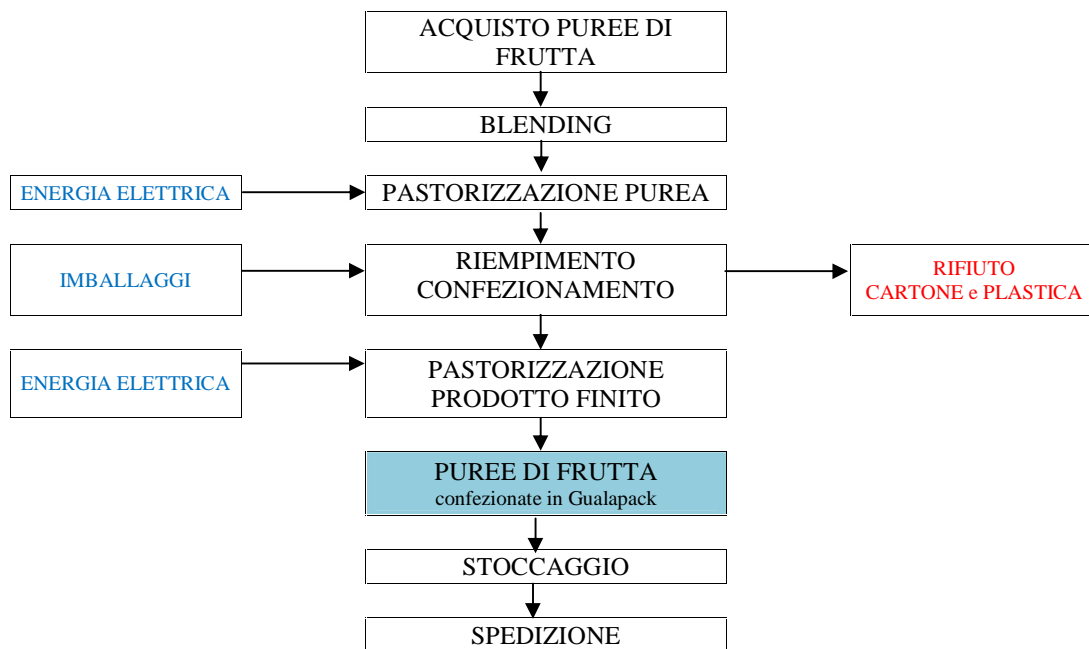 ACQUISTO PUREE DI
FRUTTA
BLENDING
ENERGIA ELETTRICA
PASTORIZZAZIONE PUREA
IMBALLAGGI
RIEMPIMENTO
CONFEZIONAMENTO
RIFIUTO
CARTONE e PLASTICA
ENERGIA ELETTRICA
PASTORIZZAZIONE
PRODOTTO FINITO
PUREE DI FRUTTA
confezionate in Gualapack
STOCCAGGIO
SPEDIZIONE